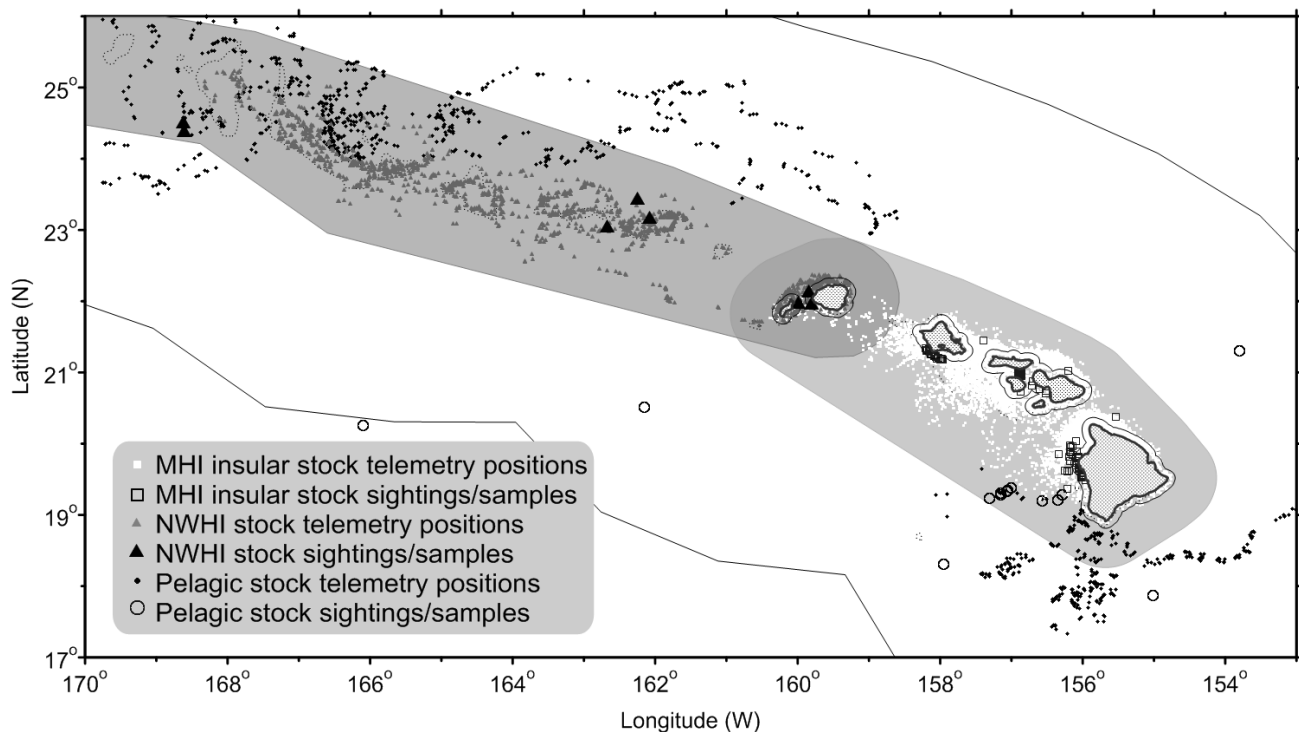 25°
23°
21°
19°
17°
Latitude (N)
MHI insular stock telemetry positions
MHI insular stock sightings/samples
NWHI stock telemetry positions
NWHI stock sightings/samples
Pelagic stock telemetry positions
Pelagic stock sightings/samples
170° 168° 166° 164° 162° 160° 158° 156° 154°
Longitude (W)